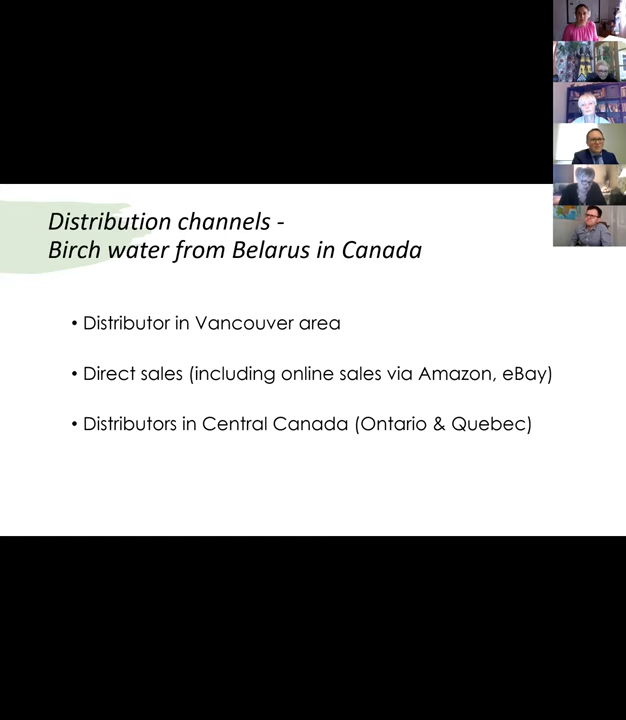 Distribution channels -
Birch water from Belarus in Canada
• Distributor in Vancouver area
• Direct sales (including online sales via Amazon, eBay)
• Distributors in Central Canada (Ontario & Quebec)